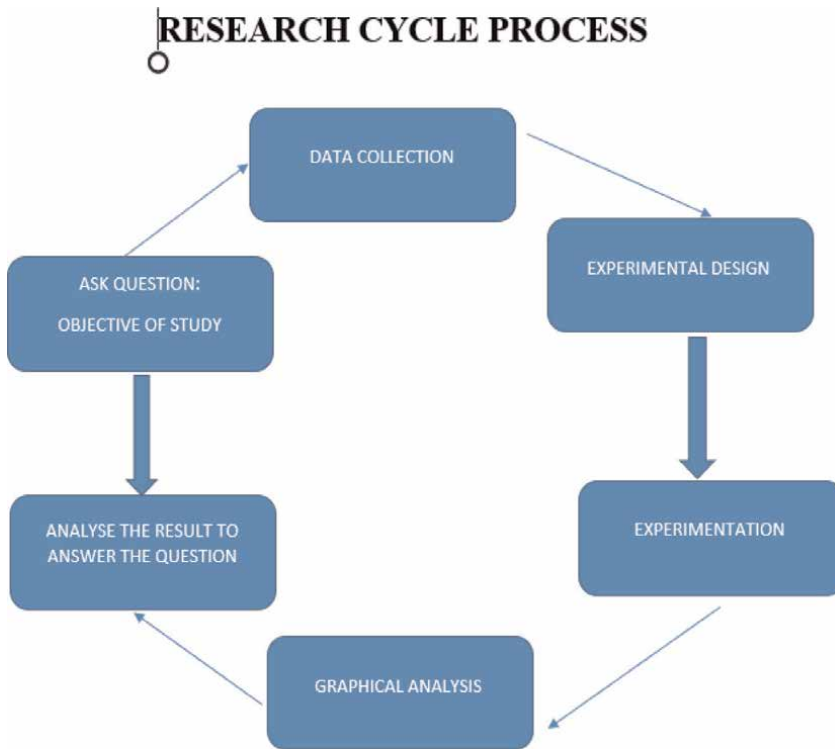 RESEARCH CYCLE PROCESS
DATA COLLECTION
EXPERIMENTAL DESIGN
ASK QUESTION:
OBJECTIVE OF STUDY
ANALYSE THE RESULT TO
ANSWER THE QUESTION
EXPERIMENTATION
GRAPHICAL ANALYSIS